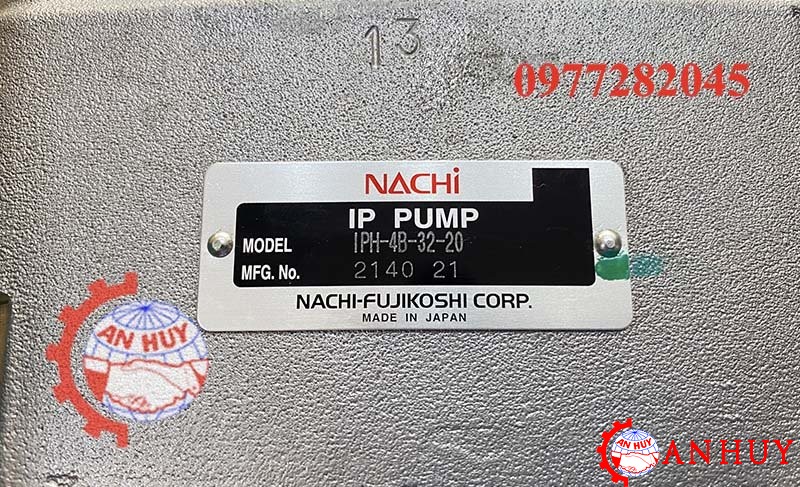 13
0977282045
NACHi
IP PUMP
MODEL IPH-4B-32-20
MFG. No. 2140 21
NACHI-FUJIKOSHI CORP.
MADE IN JAPAN
AN HUY
AN HUY
ANHUY